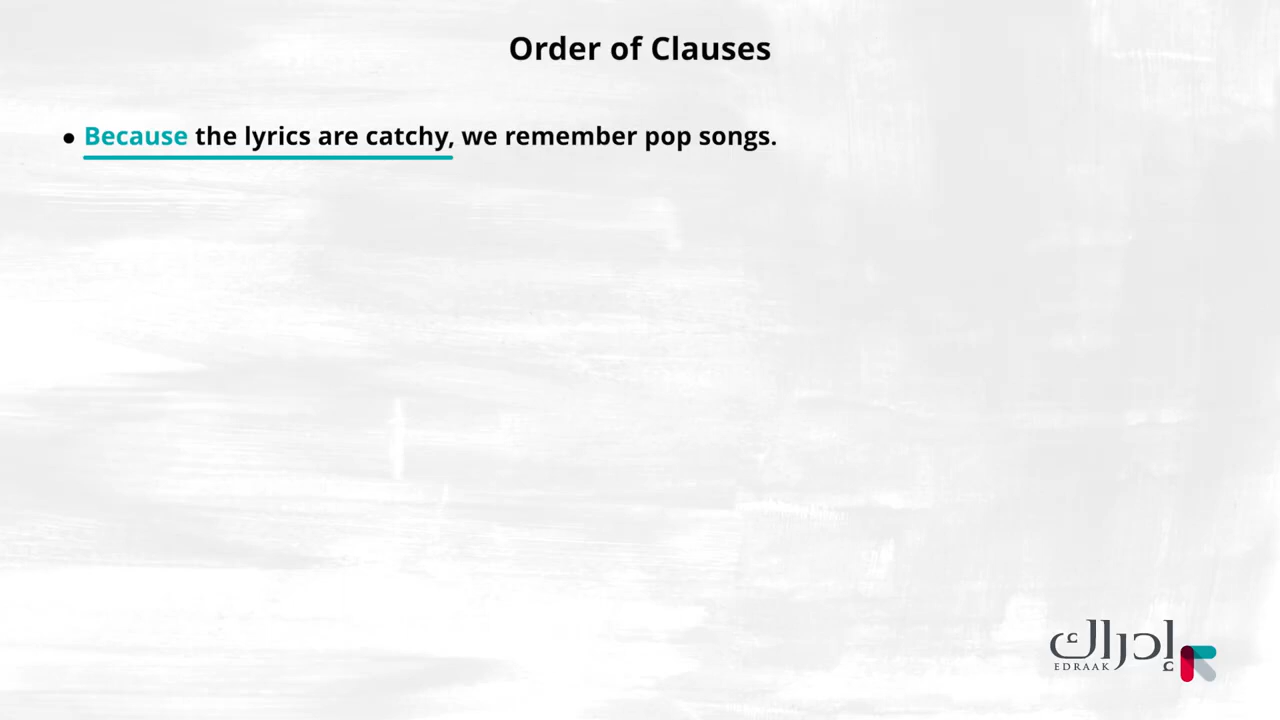 Order of Clauses
• Because the lyrics are catchy, we remember pop songs.
إدراك
EDRAAK